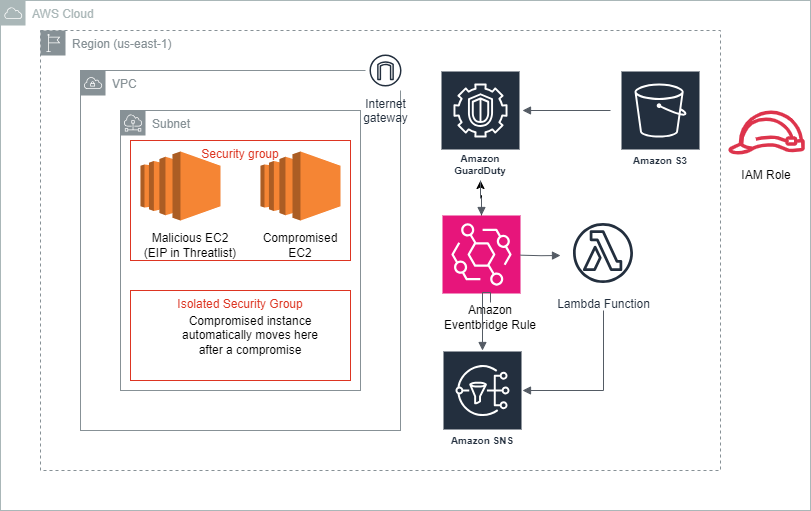 AWS Cloud
Region (us-east-1)
VPC
Internet
gateway
Subnet
Security group
Malicious EC2
(EIP in Threatlist)
Compromised
EC2
Isolated Security Group
Compromised instance
automatically moves here
after a compromise
Amazon
GuardDuty
Amazon S3
IAM Role
Amazon
Eventbridge Rule
Lambda Function
Amazon SNS